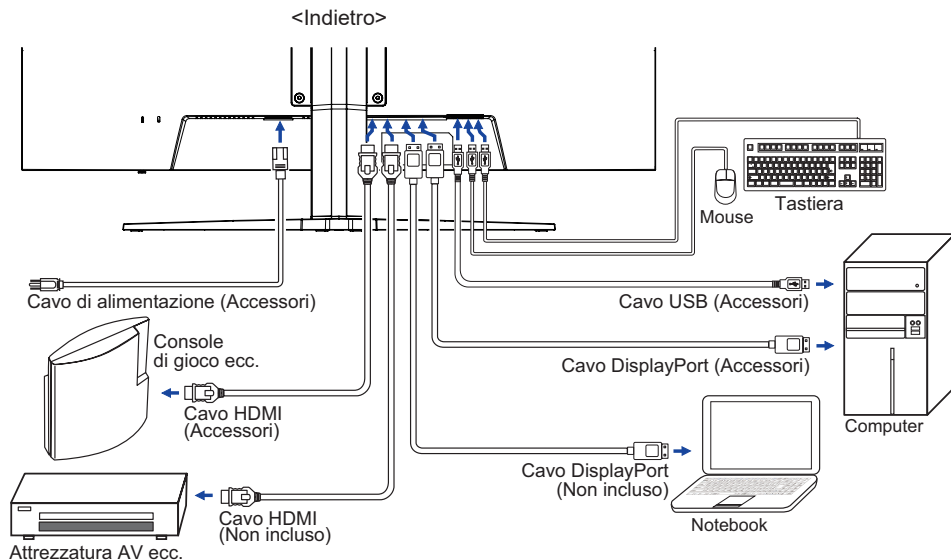 <Indietro>
Mouse
Tastiera
Cavo di alimentazione (Accessori)
Cavo USB (Accessori)
Console
di gioco ecc.
Cavo DisplayPort (Accessori)
Cavo HDMI
(Accessori)
Computer
Cavo DisplayPort
(Non incluso)
Cavo HDMI
(Non incluso)
Notebook
Attrezzatura AV ecc.